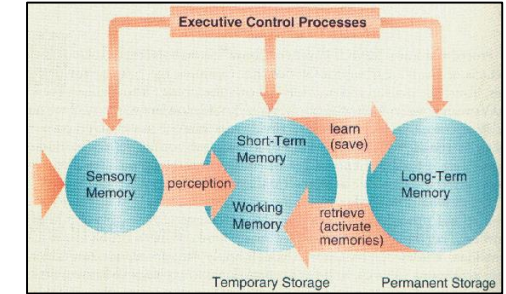 Executive Control Processes
Sensory
Memory
perception
Short-Term
Memory
Working
Memory
learn
(save)
retrieve
(activate
memories)
Long-Term
Memory
Temporary Storage
Permanent Storage